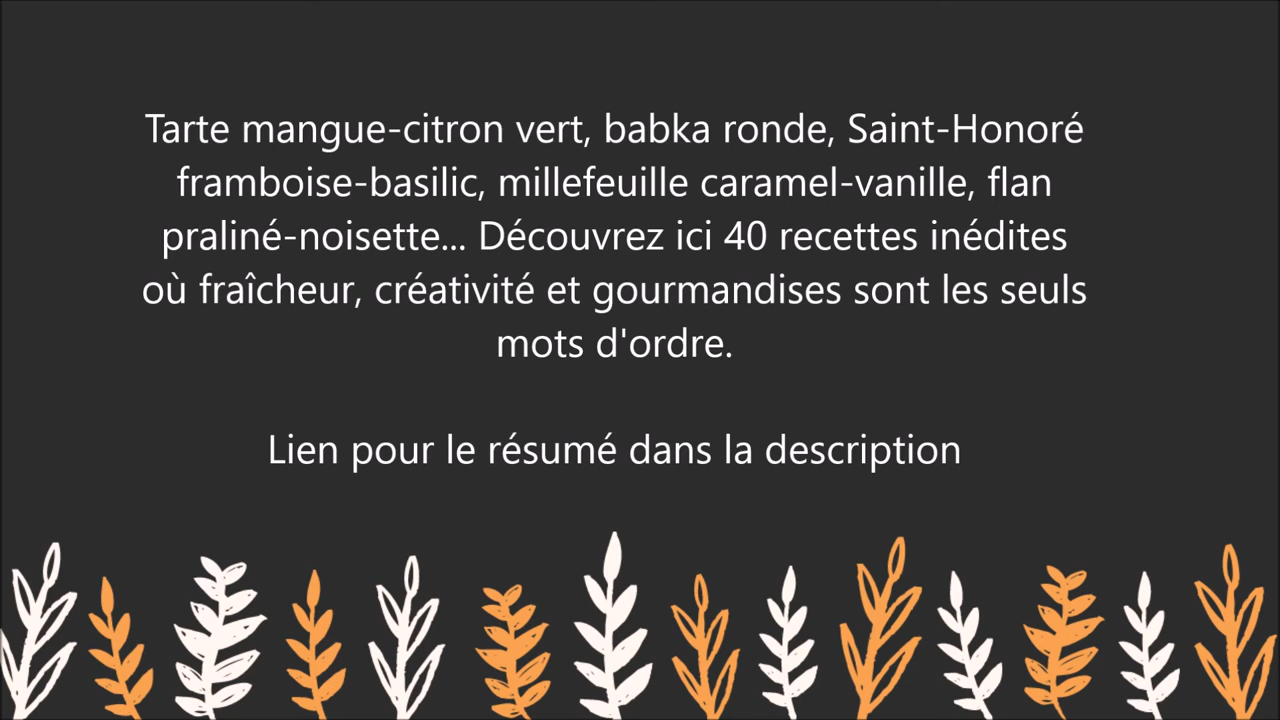 Tarte mangue-citron vert, babka ronde, Saint-Honoré
framboise-basilic, millefeuille caramel-vanille, flan
praliné-noisette... Découvrez ici 40 recettes inédites
où fraîcheur, créativité et gourmandises sont les seuls
mots d'ordre.
Lien pour le résumé dans la description